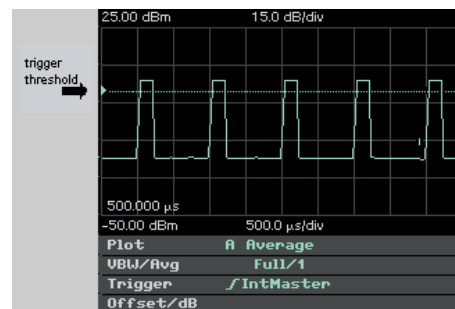 25.00 dBm 15.0 dB/div
trigger
threshold
500.000 µs
-50.00 dBm 500.0 µs/div
Plot A Average
VBW/Avg Full/1
Trigger ∫IntMaster
Offset/dB